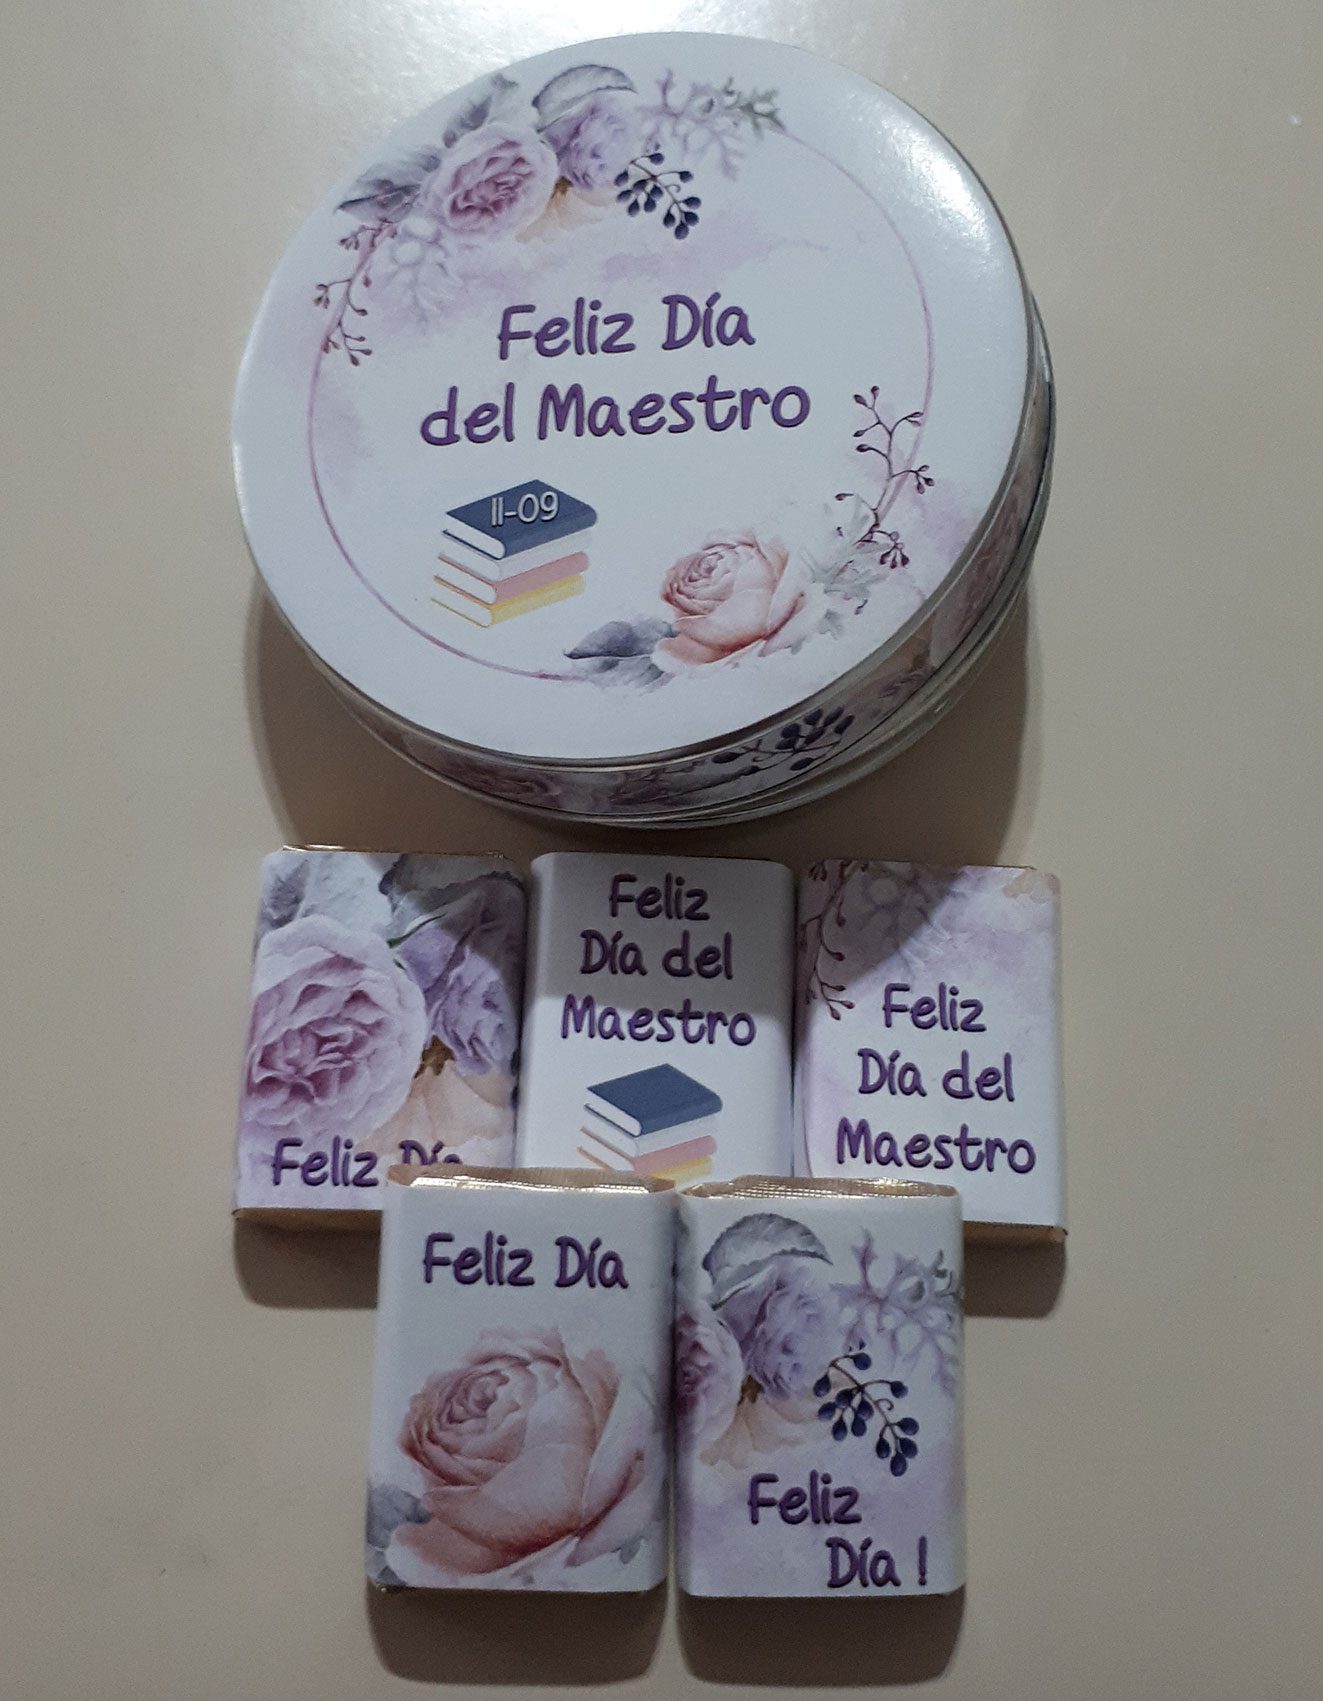 Feliz Día
del Maestro
II-09
Feliz Día
Feliz
Día del
Maestro
Feliz
Día del
Maestro
Feliz Día
Feliz
Día !